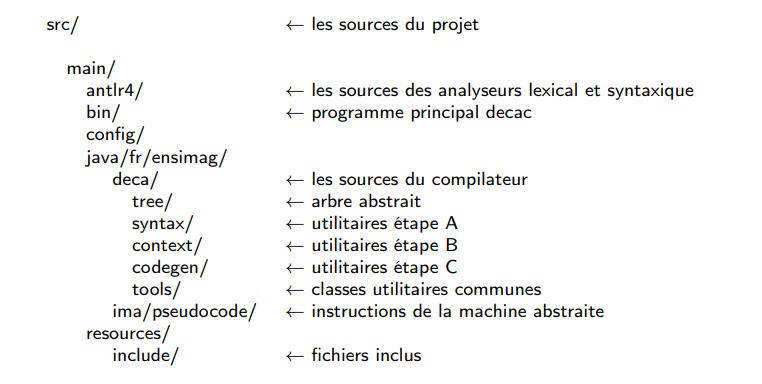 src/ ← les sources du projet
main/
antlr4/ ← les sources des analyseurs lexical et syntaxique
bin/ ← programme principal decac
config/
java/fr/ensimag/
deca/ ← les sources du compilateur
tree/ ← arbre abstrait
syntax/ ← utilitaires étape A
context/ ← utilitaires étape B
codegen/ ← utilitaires étape C
tools/ ← classes utilitaires communes
ima/pseudocode/ ← instructions de la machine abstraite
resources/
include/ ← fichiers inclus